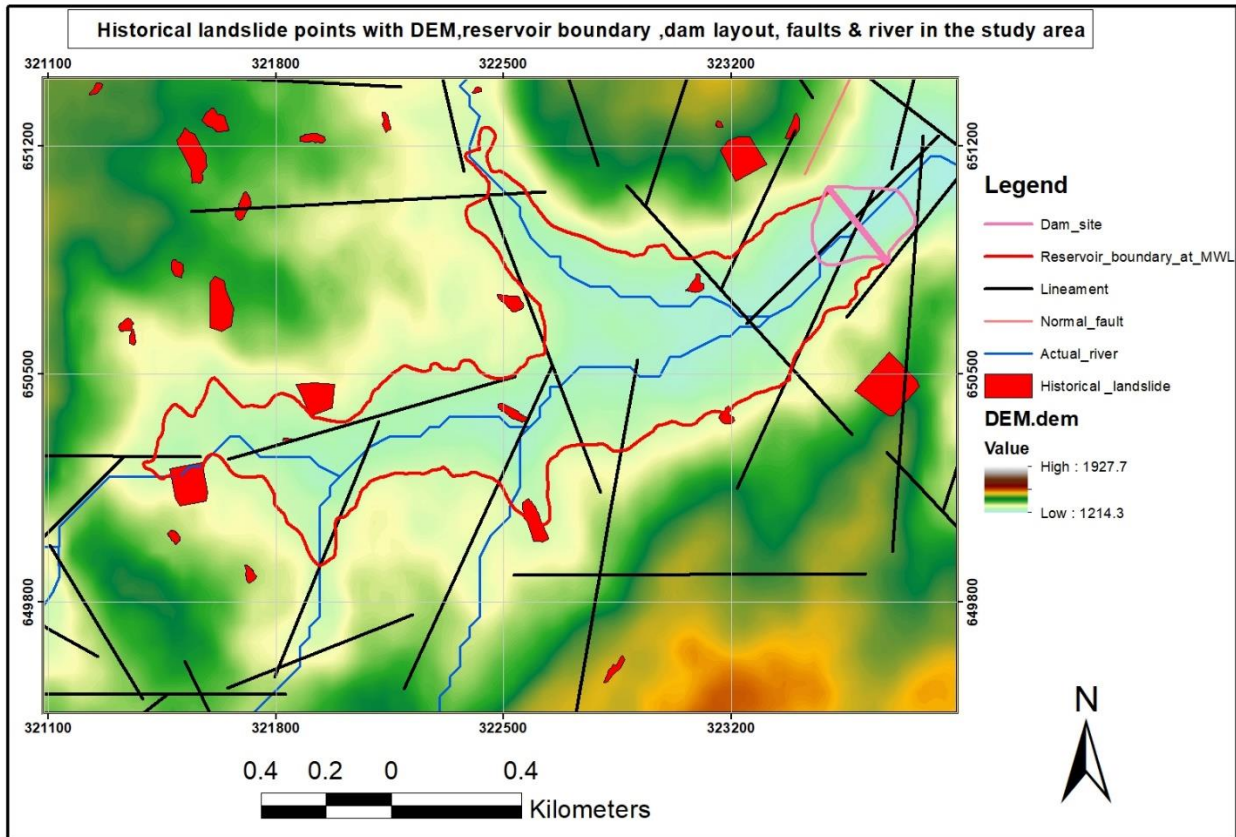 Historical landslide points with DEM,reservoir boundary ,dam layout, faults & river in the study area
321100 321800 322500 323200
651200 651200
650500 650500
649800 649800
321100 321800 322500 323200
Legend
Dam_site
Reservoir_boundary_at_MWL
Lineament
Normal_fault
Actual_river
Historical_landslide
DEM.dem
Value
High : 1927.7
Low : 1214.3
N
0.4 0.2 0 0.4
Kilometers